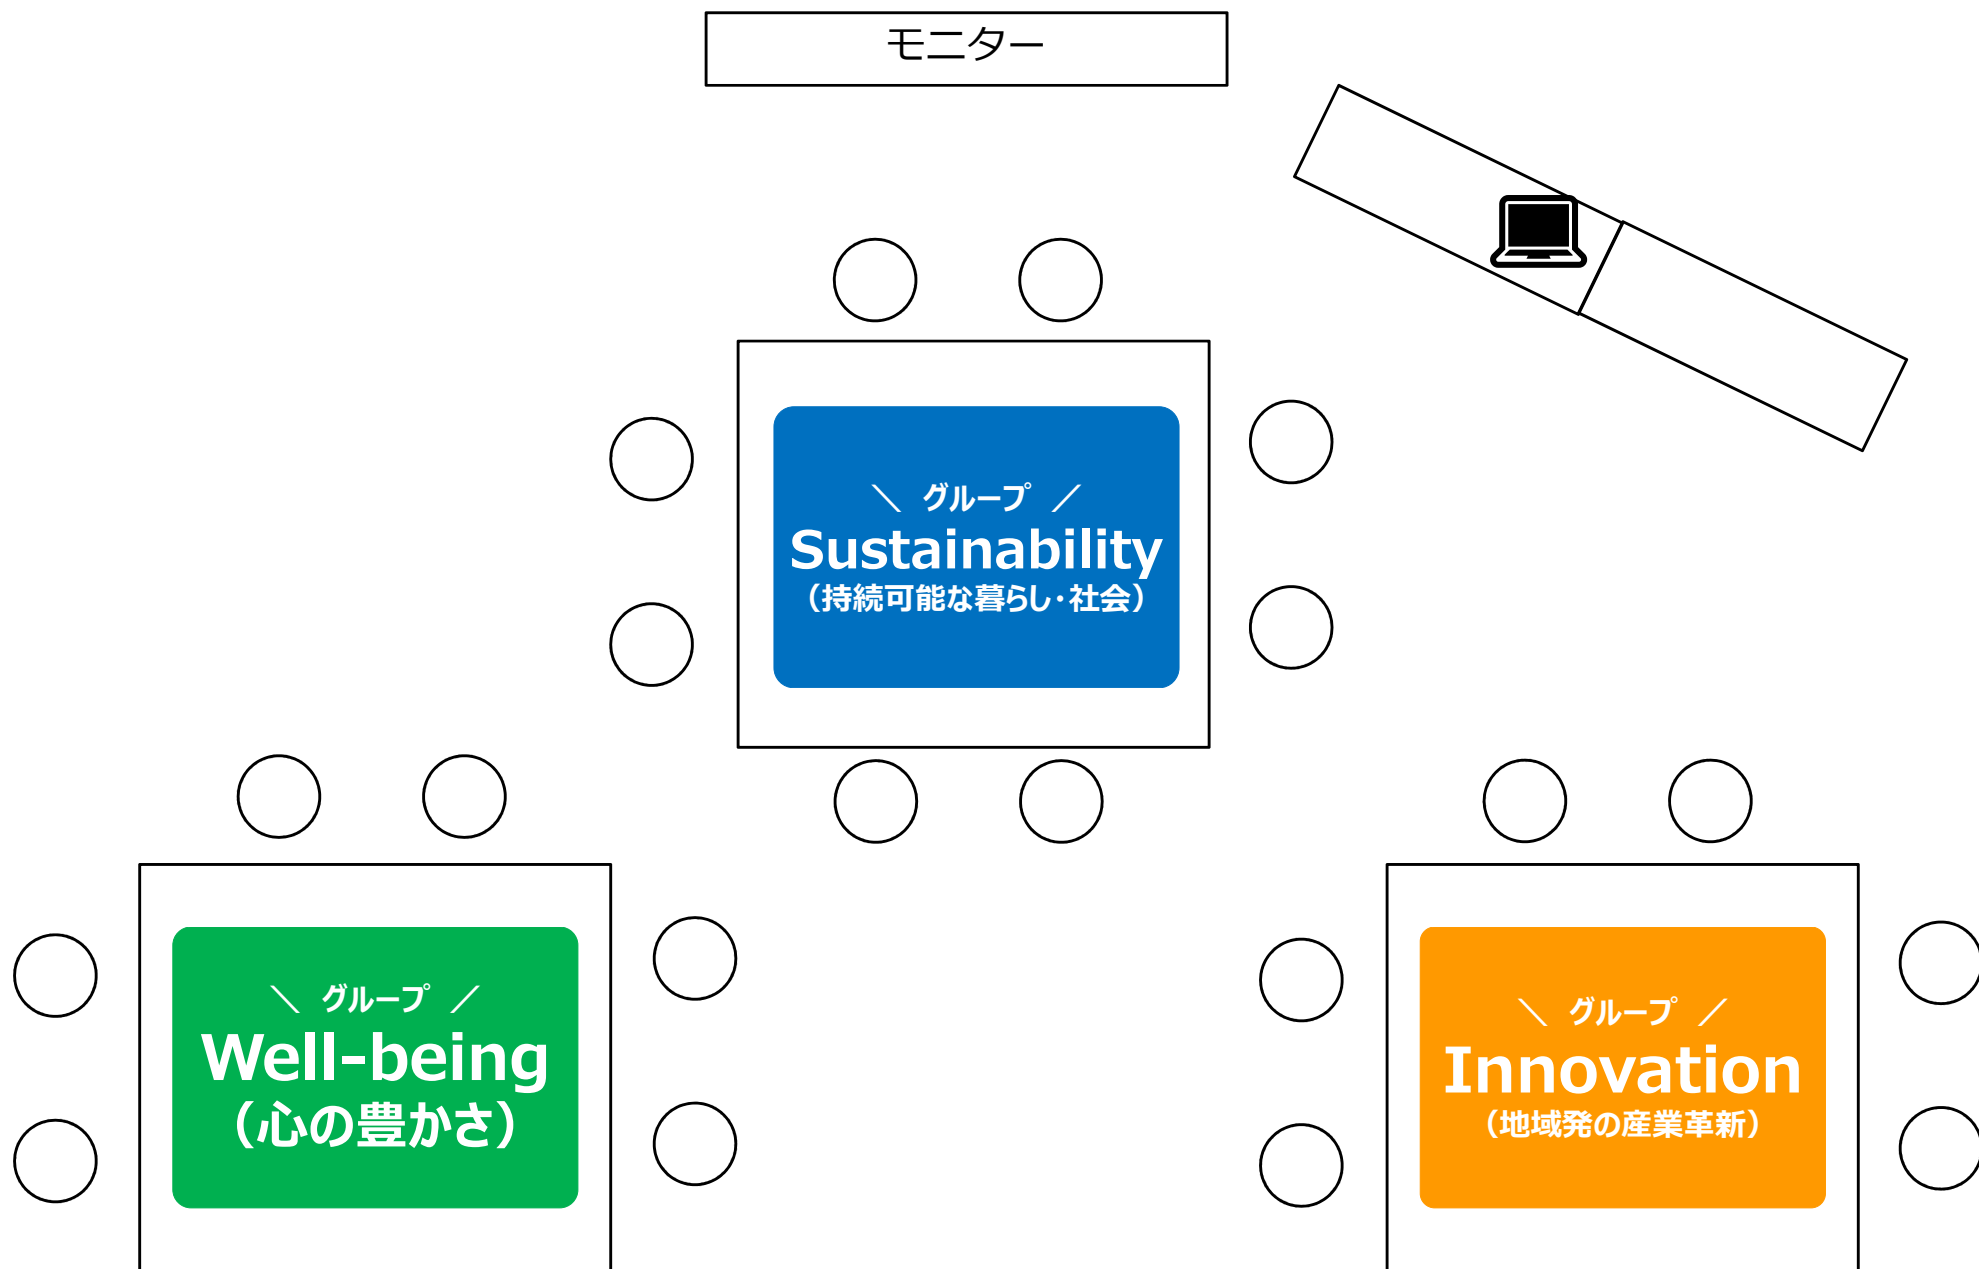 モニター
＼ グループ ／
Sustainability
（持続可能な暮らし・社会）
＼ グループ ／
Well-being
（心の豊かさ）
＼ グループ ／
Innovation
（地域発の産業革新）